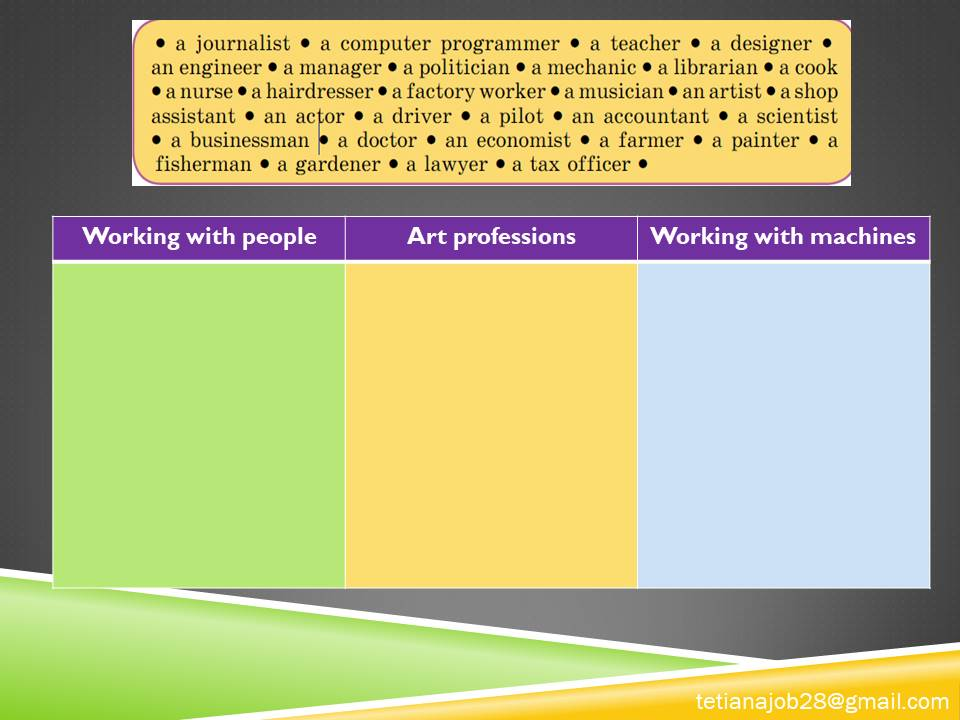 • a journalist • a computer programmer • a teacher • a designer •
an engineer • a manager • a politician • a mechanic • a librarian • a cook
• a nurse • a hairdresser • a factory worker • a musician • an artist • a shop
assistant • an actor • a driver • a pilot • an accountant • a scientist
• a businessman • a doctor • an economist • a farmer • a painter • a
fisherman • a gardener • a lawyer • a tax officer •
Working with people
Art professions
Working with machines
tetianajob28@gmail.com